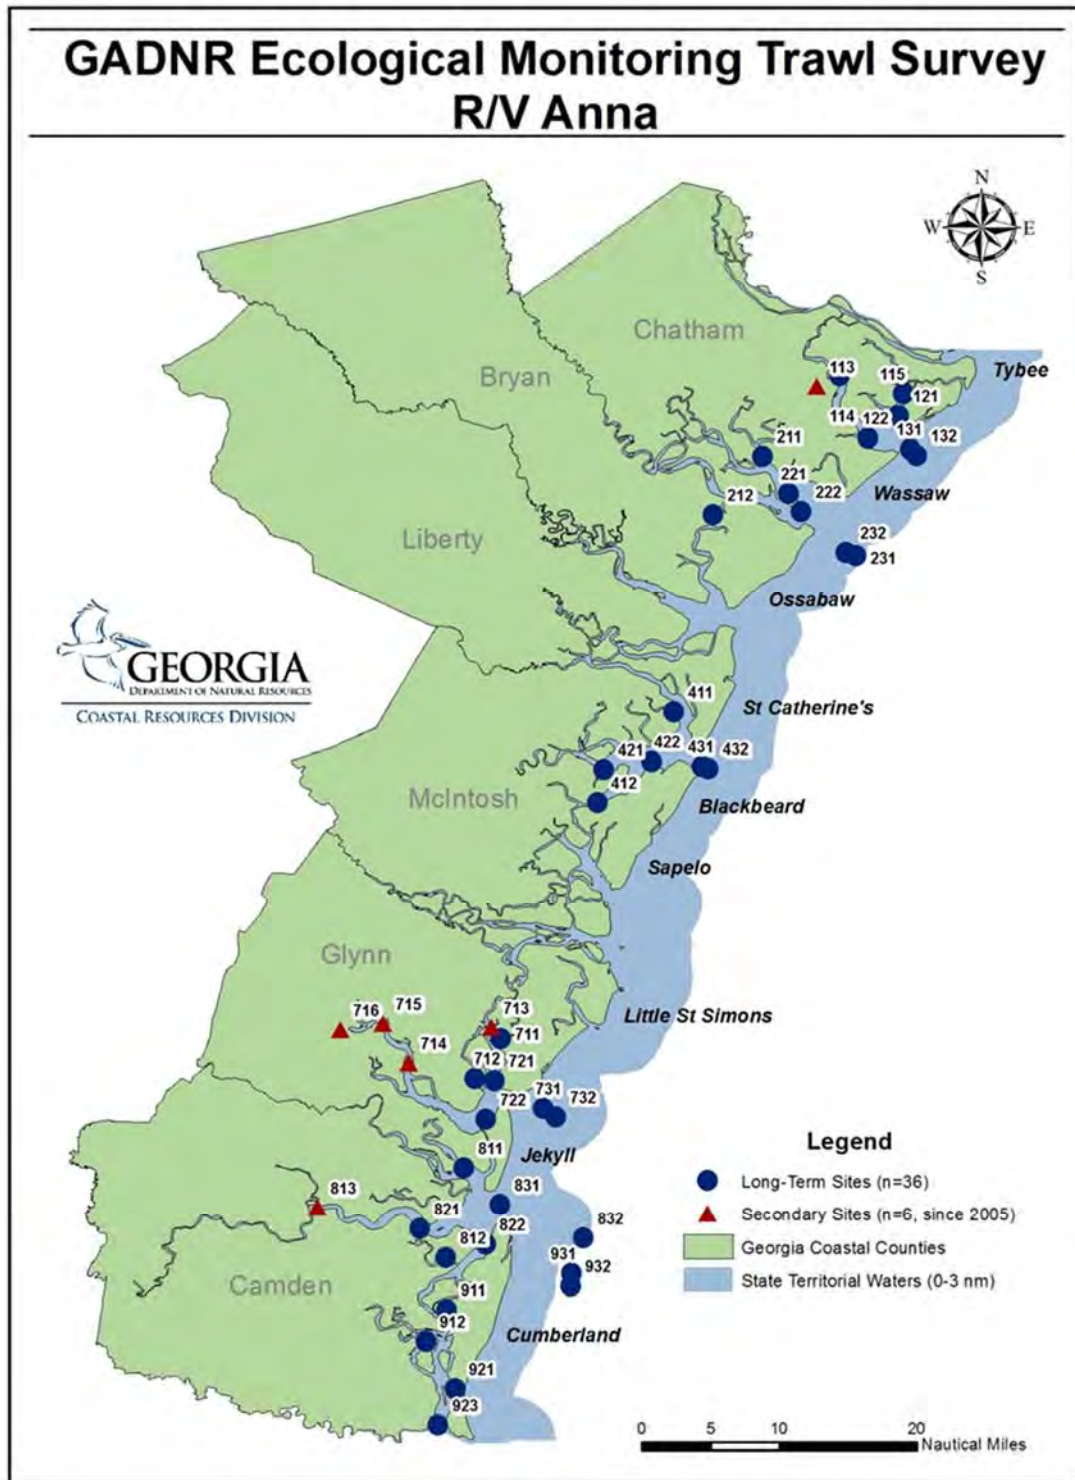 GADNR Ecological Monitoring Trawl Survey
R/V Anna
N
W
E
S
Chatham
Bryan
Liberty
McIntosh
Glynn
Camden
Tybee
Wassaw
Ossabaw
St Catherine's
Blackbeard
Sapelo
Little St Simons
Jekyll
Cumberland
113
115
121
114
122
131
132
211
221
222
212
232
231
411
421
422
431
432
412
716
715
713
711
714
712
721
722
731
732
811
813
821
831
822
812
832
931
932
911
912
921
923
GEORGIA
DEPARTMENT OF NATURAL RESOURCES
COASTAL RESOURCES DIVISION
Legend
Long-Term Sites (n=36)
Secondary Sites (n=6, since 2005)
Georgia Coastal Counties
State Territorial Waters (0-3 nm)
0 5 10 20
Nautical Miles